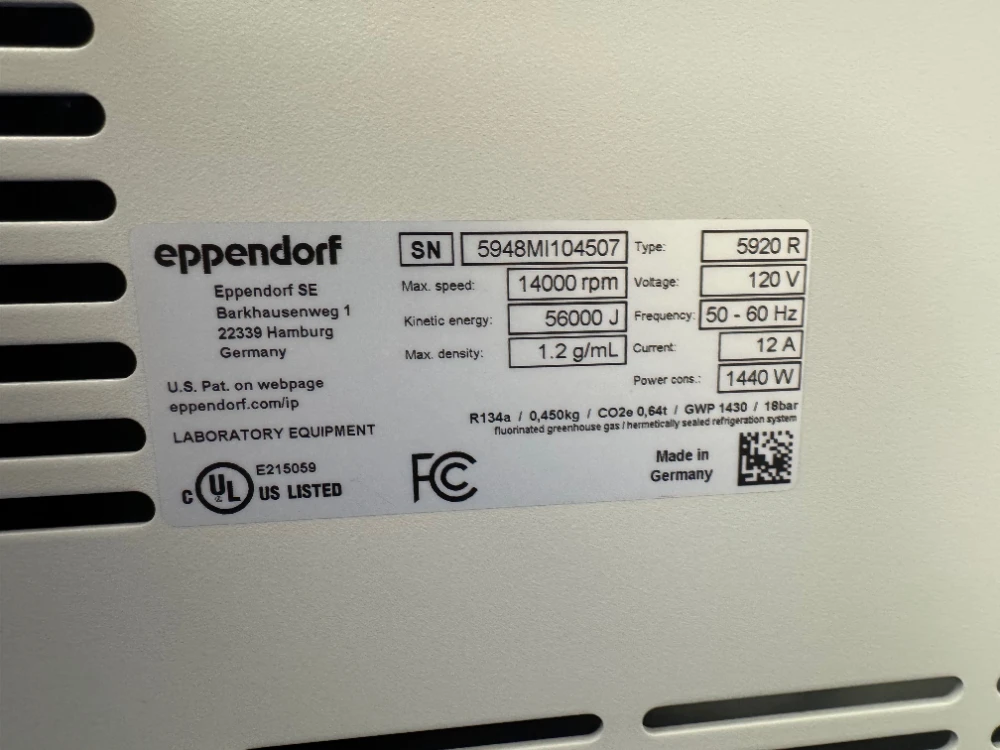 eppendorf
Eppendorf SE
Barkhausenweg 1
22339 Hamburg
Germany
U.S. Pat. on webpage
eppendorf.com/ip
LABORATORY EQUIPMENT
C UL US LISTED
E215059
SN 5948MI104507
Max. speed: 14000 rpm
Kinetic energy: 56000 J
Max. density: 1.2 g/mL
Type: 5920 R
Voltage: 120 V
Frequency: 50 - 60 Hz
Current: 12 A
Power cons.: 1440 W
R134a / 0,450kg / CO2e 0,64t / GWP 1430 / 18bar
fluorinated greenhouse gas / hermetically sealed refrigeration system
FC
Made in
Germany